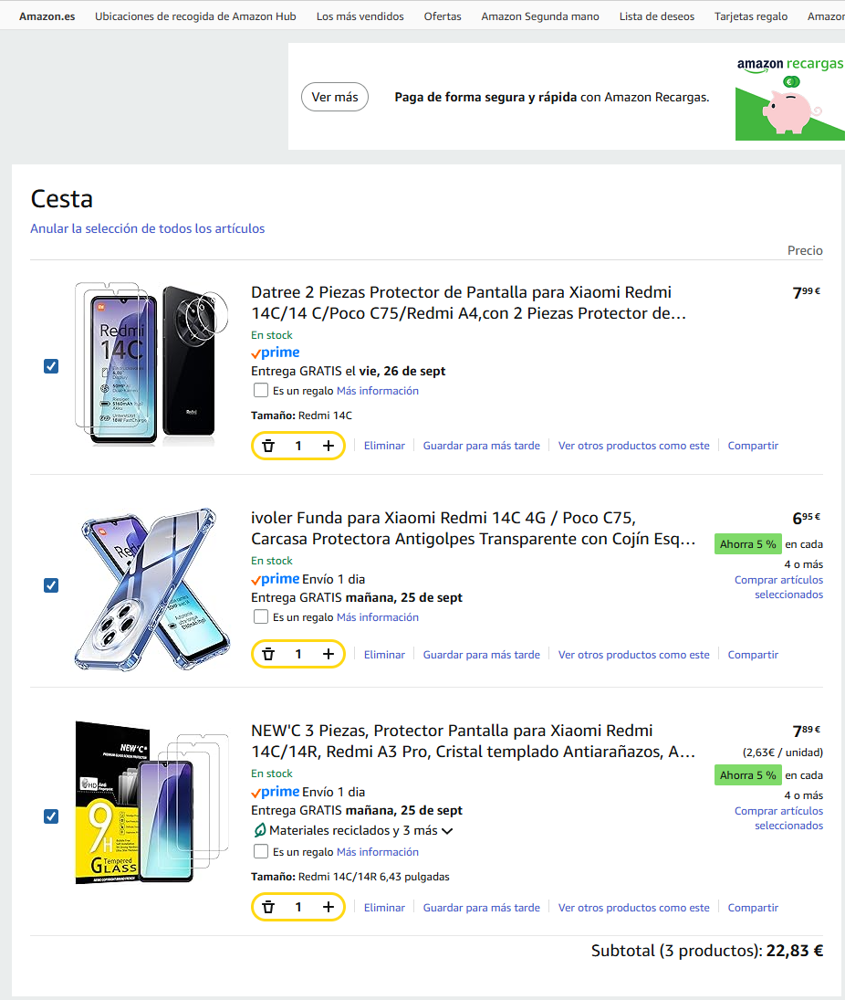 Amazon.es Ubicaciones de recogida de Amazon Hub Los más vendidos Ofertas Amazon Segunda mano Lista de deseos Tarjetas regalo Amazon
amazon recargas
Ver más Paga de forma segura y rápida con Amazon Recargas.
Cesta
Anular la selección de todos los artículos
Precio
Datree 2 Piezas Protector de Pantalla para Xiaomi Redmi 7,99 €
14C/14 C/Poco C75/Redmi A4,con 2 Piezas Protector de…
En stock
prime
Entrega GRATIS el vie, 26 de sept
Es un regalo Más información
Tamaño: Redmi 14C
1 Eliminar Guardar para más tarde Ver otros productos como este Compartir
Redmi
14C
Redmi
ivoler Funda para Xiaomi Redmi 14C 4G / Poco C75, 6,95 €
Carcasa Protectora Antigolpes Transparente con Cojín Esq…
Ahorra 5 % en cada
4 o más
Comprar artículos
seleccionados
En stock
prime Envío 1 dia
Entrega GRATIS mañana, 25 de sept
Es un regalo Más información
1 Eliminar Guardar para más tarde Ver otros productos como este Compartir
NEW'C 3 Piezas, Protector Pantalla para Xiaomi Redmi 7,89 €
14C/14R, Redmi A3 Pro, Cristal templado Antiarañazos, A…
(2,63€ / unidad)
Ahorra 5 % en cada
4 o más
Comprar artículos
seleccionados
En stock
prime Envío 1 dia
Entrega GRATIS mañana, 25 de sept
Materiales reciclados y 3 más
Es un regalo Más información
Tamaño: Redmi 14C/14R 6,43 pulgadas
1 Eliminar Guardar para más tarde Ver otros productos como este Compartir
NEW'C
HD
9H
Tempered
GLASS
Subtotal (3 productos): 22,83 €